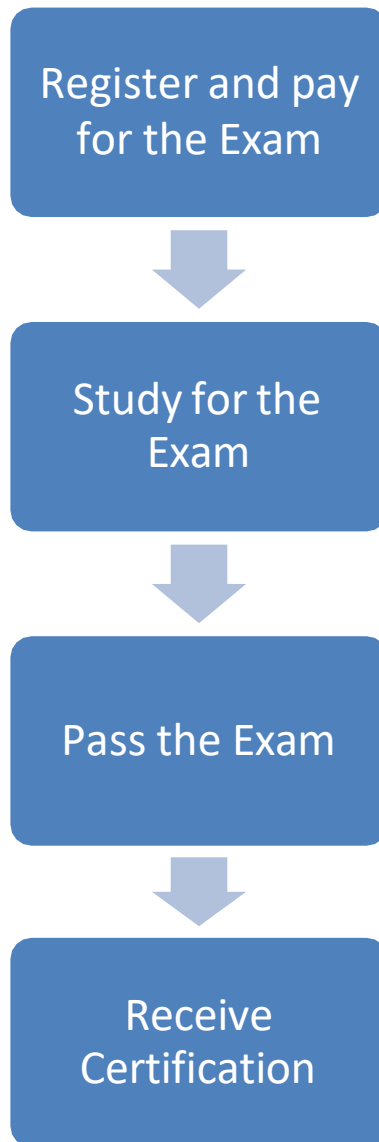 Register and pay
for the Exam
Study for the
Exam
Pass the Exam
Receive
Certification